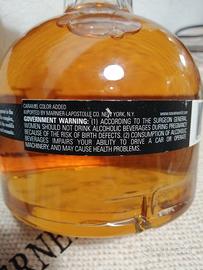 CARAMEL COLOR ADDED
IMPORTED BY MARNIER-LAPOSTOLLE CO. NEW YORK, N.Y.
GOVERNMENT WARNING: (1) ACCORDING TO THE SURGEON GENERAL,
WOMEN SHOULD NOT DRINK ALCOHOLIC BEVERAGES DURING PREGNANCY
BECAUSE OF THE RISK OF BIRTH DEFECTS. (2) CONSUMPTION OF ALCOHOLIC
BEVERAGES IMPAIRS YOUR ABILITY TO DRIVE A CAR OR OPERATE
MACHINERY, AND MAY CAUSE HEALTH PROBLEMS.
ERNE